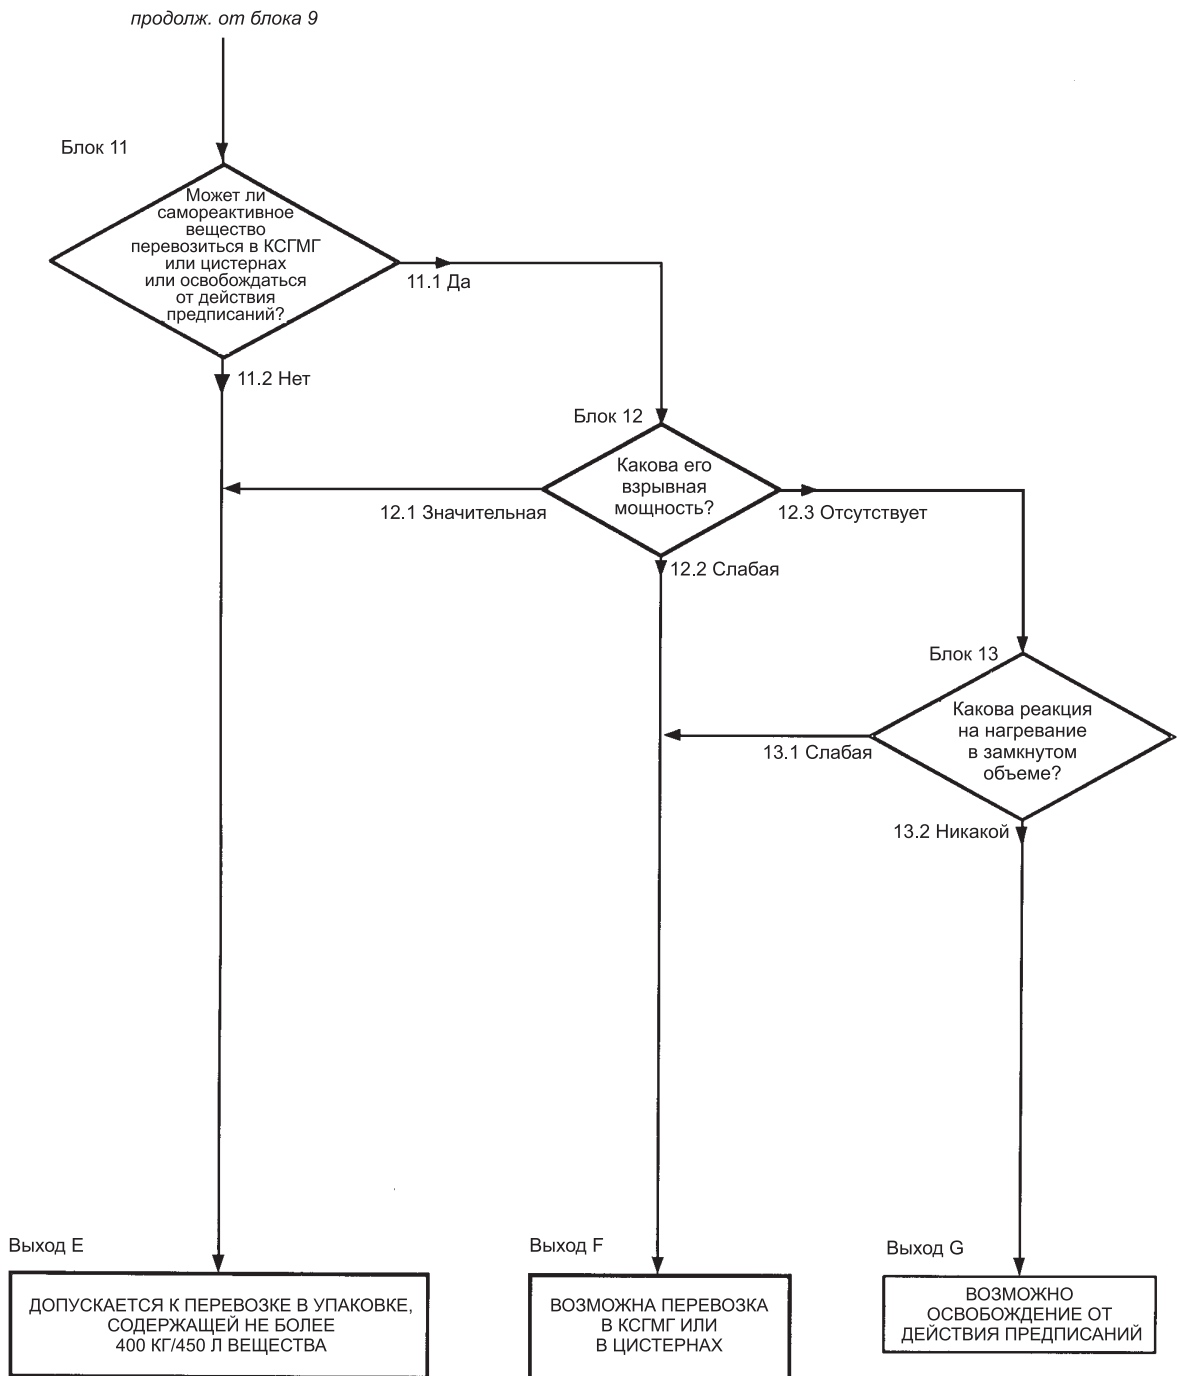 продолж. от блока 9
Блок 11
Может ли
самореактивное
вещество
перевозиться в КСГМГ
или цистернах
или освобождаться
от действия
предписаний?
11.1 Да
11.2 Нет
Блок 12
Какова его
взрывная
мощность?
12.1 Значительная
12.3 Отсутствует
12.2 Слабая
Блок 13
Какова реакция
на нагревание
в замкнутом
объеме?
13.1 Слабая
13.2 Никакой
Выход E
ДОПУСКАЕТСЯ К ПЕРЕВОЗКЕ В УПАКОВКЕ,
СОДЕРЖАЩЕЙ НЕ БОЛЕЕ
400 КГ/450 Л ВЕЩЕСТВА
Выход F
ВОЗМОЖНА ПЕРЕВОЗКА
В КСГМГ ИЛИ
В ЦИСТЕРНАХ
Выход G
ВОЗМОЖНО
ОСВОБОЖДЕНИЕ ОТ
ДЕЙСТВИЯ ПРЕДПИСАНИЙ